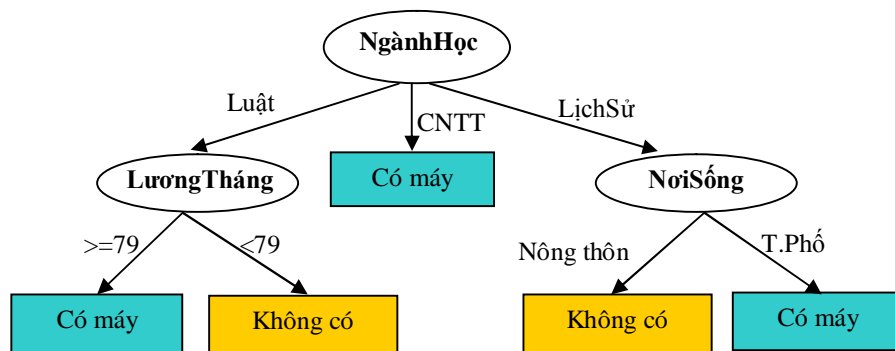 NgànhHọc
Luật
CNTT
LịchSử
LươngTháng
Có máy
NơiSống
>=79
<79
Nông thôn
T.Phố
Có máy
Không có
Không có
Có máy